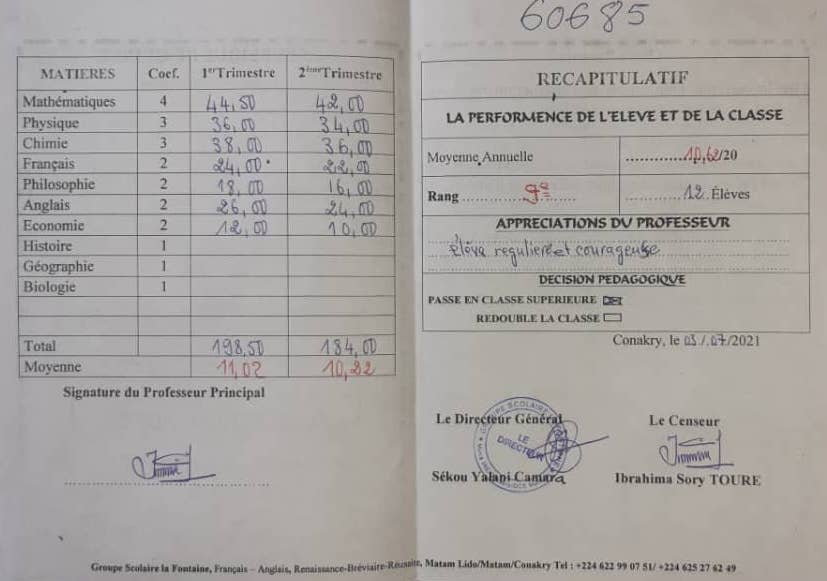 60685
MATIERES Coef. 1er Trimestre 2ème Trimestre
Mathématiques 4 44,50 42,00
Physique 3 36,00 34,00
Chimie 3 38,00 36,00
Français 2 24,00 22,00
Philosophie 2 18,00 16,00
Anglais 2 26,00 24,00
Economie 2 12,00 10,00
Histoire 1
Géographie 1
Biologie 1
Total 198,50 184,00
Moyenne 11,02 10,22
Signature du Professeur Principal
RECAPITULATIF
LA PERFORMENCE DE L'ELEVE ET DE LA CLASSE
Moyenne Annuelle 10,62/20
Rang 9e 12 Élèves
APPRECIATIONS DU PROFESSEUR
élève regulière et courageuse
DECISION PEDAGOGIQUE
PASSE EN CLASSE SUPERIEURE
REDOUBLE LA CLASSE
Conakry, le 05/07/2021
Le Directeur Général Le Censeur
GROUPE SCOLAIRE
LE DIRECTEUR
Sékou Yalani Camara Ibrahima Sory TOURE
Groupe Scolaire la Fontaine, Français – Anglais, Renaissance-Bréviaire-Réussite, Matam Lido/Matam/Conakry Tel : +224 622 99 07 51/ +224 625 27 62 49